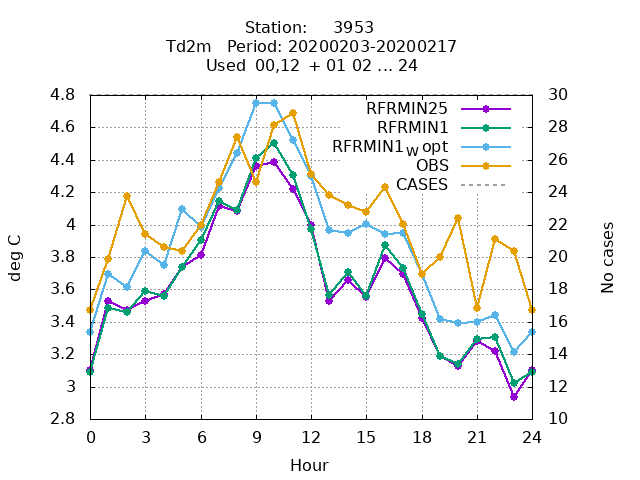 Station: 3953
Td2m Period: 20200203-20200217
Used 00,12 + 01 02 ... 24
4.8
4.6
4.4
4.2
4
3.8
3.6
3.4
3.2
3
2.8
deg C
30
28
26
24
22
20
18
16
14
12
10
No cases
RFRMIN25
RFRMIN1
RFRMIN1_W opt
OBS
CASES
0 3 6 9 12 15 18 21 24
Hour